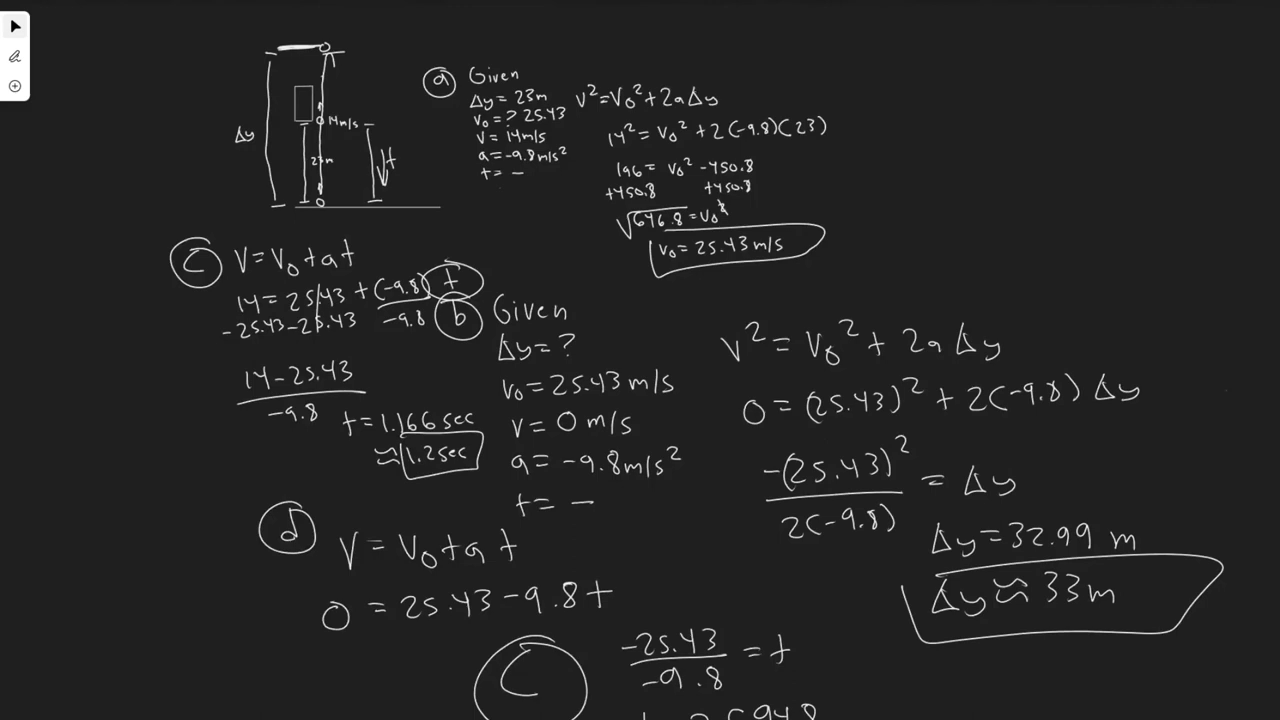 Δy
14 m/s
23m
t
ⓐ Given
Δy = 23m
v₀ = ? 25.43
v = 14m/s
a = -9.8m/s²
t = -
v² = v₀² + 2aΔy
14² = v₀² + 2(-9.8)(23)
196 = v₀² - 450.8
+450.8 +450.8
√646.8 = v₀²
v₀ = 25.43 m/s
ⓒ v = v₀ + at
14 = 25.43 + (-9.8) t
-25.43 -25.43 -9.8
14 - 25.43
-9.8
t = 1.166 sec
≈ 1.2sec
ⓑ Given
Δy = ?
v₀ = 25.43 m/s
v = 0 m/s
a = -9.8m/s²
t = -
v² = v₀² + 2aΔy
0 = (25.43)² + 2(-9.8) Δy
-(25.43)² = Δy
2(-9.8)
Δy = 32.99 m
Δy ≈ 33m
ⓓ v = v₀ + at
0 = 25.43 - 9.8t
-25.43 = t
-9.8